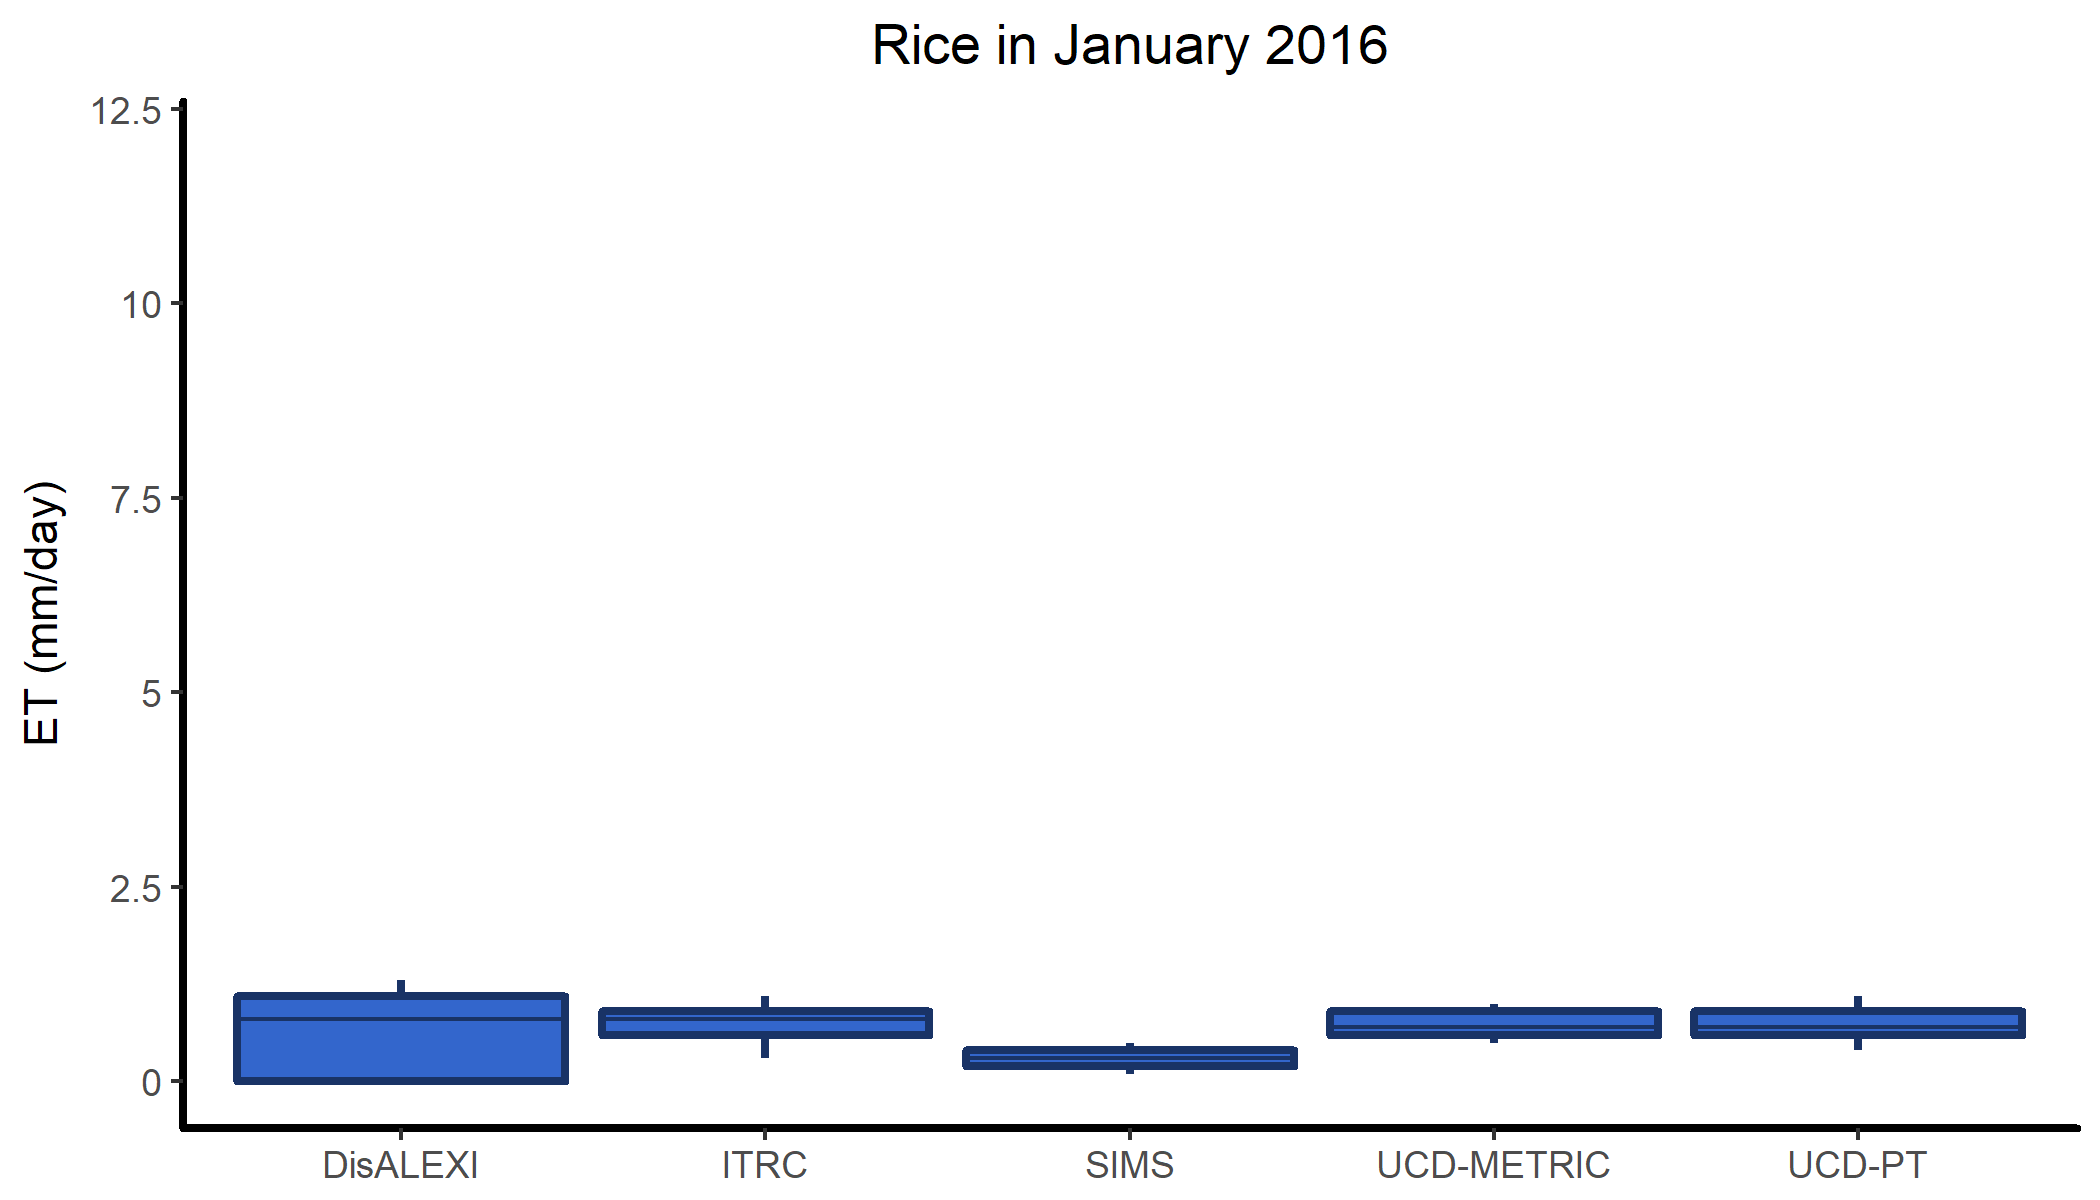 Rice in January 2016
12.5
10
7.5
5
2.5
0
ET (mm/day)
DisALEXI ITRC SIMS UCD-METRIC UCD-PT